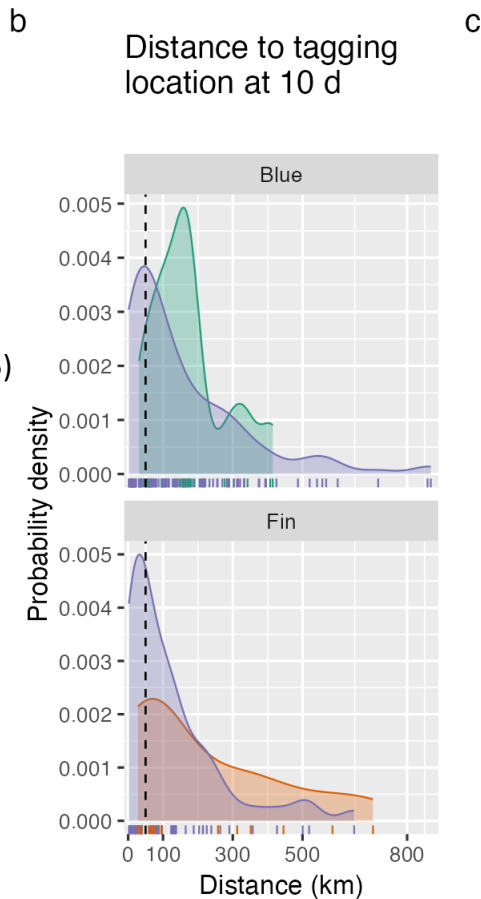 b
c
Distance to tagging
location at 10 d
Blue
0.005
0.004
0.003
0.002
0.001
0.000
)
Probability density
Fin
0.005
0.004
0.003
0.002
0.001
0.000
0 100 300 500 800
Distance (km)